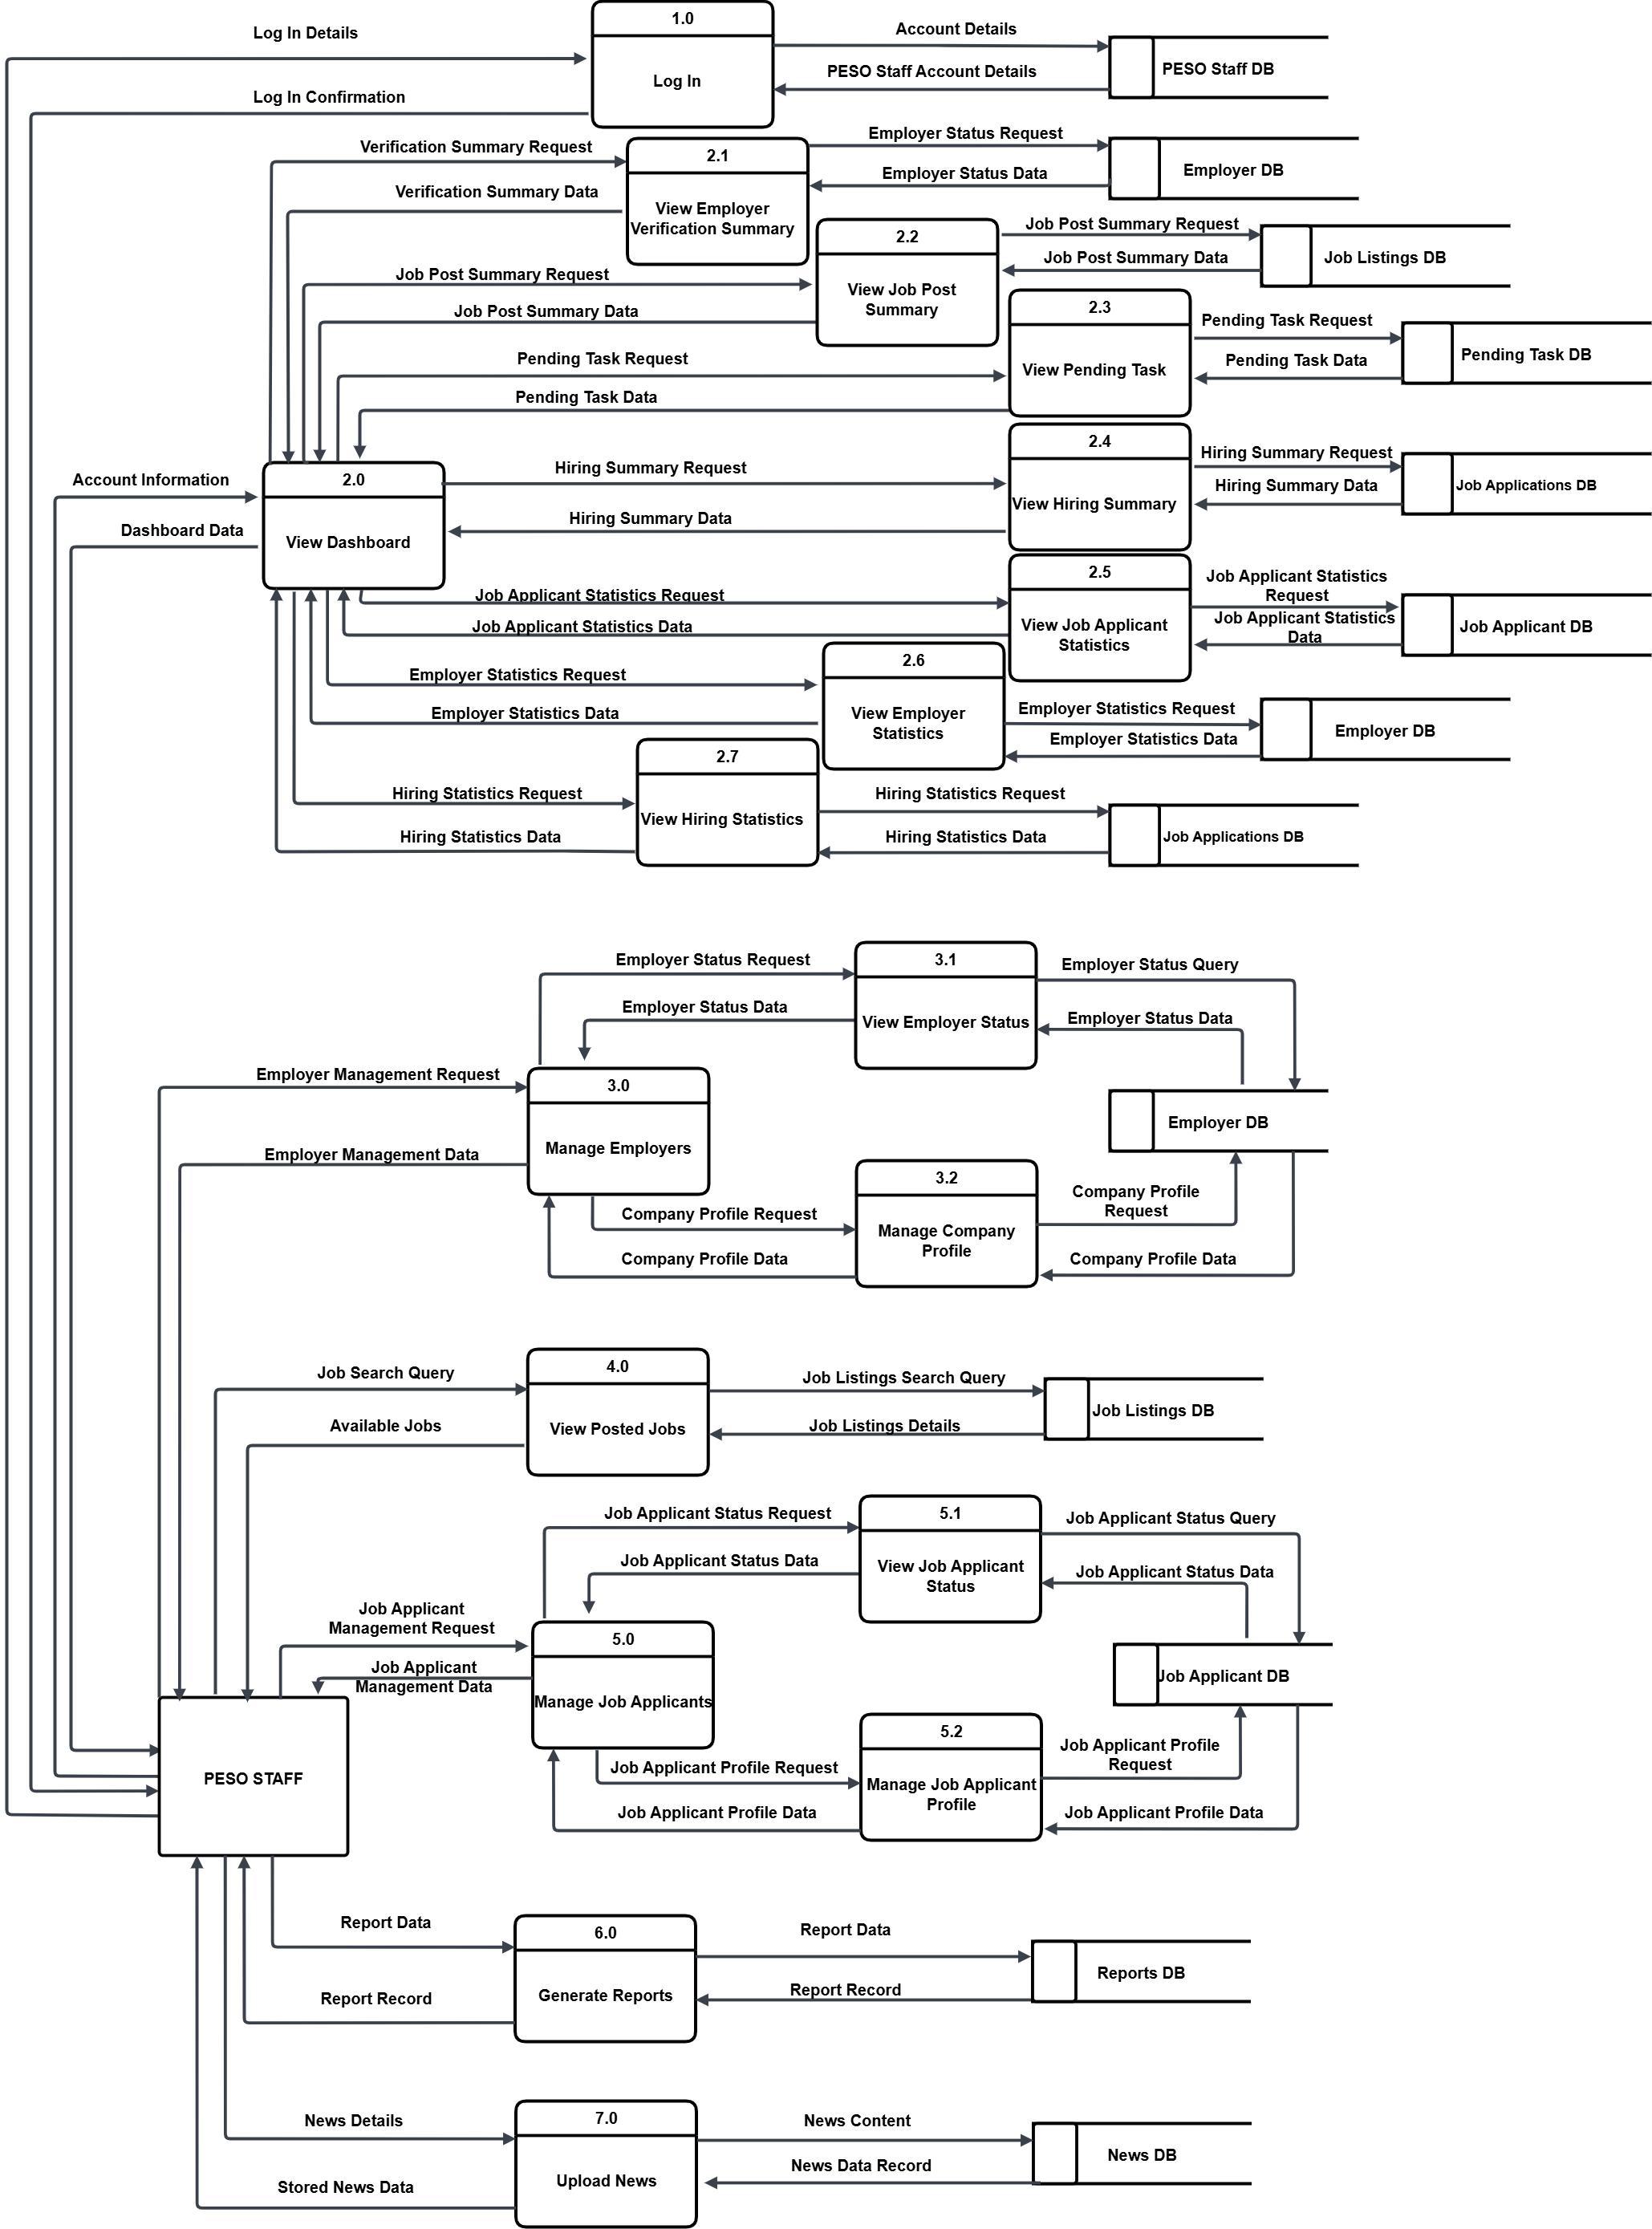 1.0
Log In Details
Account Details
PESO Staff DB
PESO Staff Account Details
Log In
Log In Confirmation
Employer Status Request
Verification Summary Request
2.1
Employer DB
Employer Status Data
Verification Summary Data
View Employer
Verification Summary
Job Post Summary Request
2.2
Job Listings DB
Job Post Summary Data
Job Post Summary Request
View Job Post
Summary
2.3
Job Post Summary Data
Pending Task Request
Pending Task DB
Pending Task Request
Pending Task Data
View Pending Task
Pending Task Data
2.4
Hiring Summary Request
Hiring Summary Request
Account Information
2.0
Hiring Summary Data
Job Applications DB
View Hiring Summary
Hiring Summary Data
Dashboard Data
View Dashboard
2.5
Job Applicant Statistics
Request
Job Applicant Statistics Request
Job Applicant Statistics
Data
Job Applicant DB
Job Applicant Statistics Data
View Job Applicant
Statistics
2.6
Employer Statistics Request
Employer Statistics Request
Employer Statistics Data
View Employer
Statistics
Employer DB
Employer Statistics Data
2.7
Hiring Statistics Request
Hiring Statistics Request
View Hiring Statistics
Hiring Statistics Data
Hiring Statistics Data
Job Applications DB
Employer Status Request
3.1
Employer Status Query
Employer Status Data
View Employer Status
Employer Status Data
Employer Management Request
3.0
Employer DB
Manage Employers
Employer Management Data
3.2
Company Profile
Request
Company Profile Request
Manage Company
Profile
Company Profile Data
Company Profile Data
4.0
Job Search Query
Job Listings Search Query
Job Listings DB
Available Jobs
View Posted Jobs
Job Listings Details
Job Applicant Status Request
5.1
Job Applicant Status Query
Job Applicant Status Data
View Job Applicant
Status
Job Applicant Status Data
Job Applicant
Management Request
5.0
Job Applicant
Management Data
Job Applicant DB
Manage Job Applicants
5.2
Job Applicant Profile
Request
PESO STAFF
Job Applicant Profile Request
Manage Job Applicant
Profile
Job Applicant Profile Data
Job Applicant Profile Data
Report Data
6.0
Report Data
Reports DB
Report Record
Generate Reports
Report Record
7.0
News Details
News Content
News DB
News Data Record
Upload News
Stored News Data